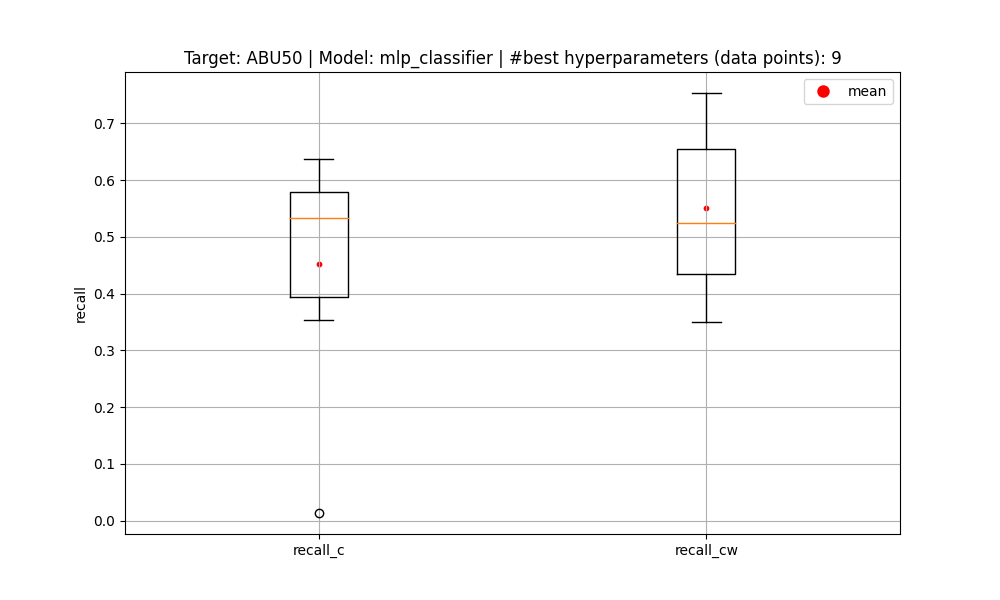 Target: ABU50 | Model: mlp_classifier | #best hyperparameters (data points): 9
mean
0.7
0.6
0.5
0.4
0.3
0.2
0.1
0.0
recall
recall_c
recall_cw